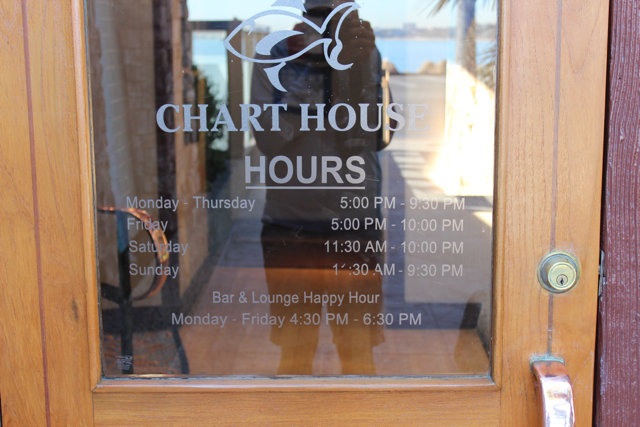 CHART HOUSE
HOURS
Monday - Thursday 5:00 PM - 9:30 PM
Friday 5:00 PM - 10:00 PM
Saturday 11:30 AM - 10:00 PM
Sunday 11:30 AM - 9:30 PM
Bar & Lounge Happy Hour
Monday - Friday 4:30 PM - 6:30 PM